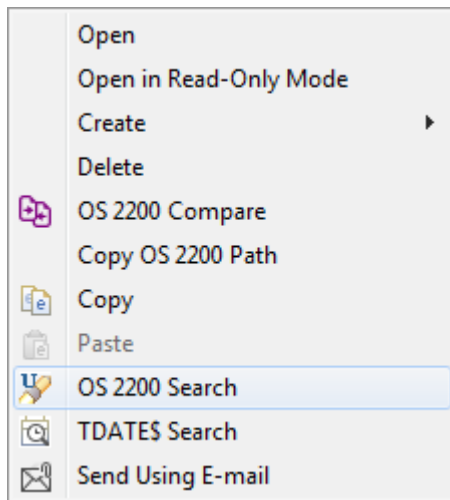 Open
Open in Read-Only Mode
Create
Delete
OS 2200 Compare
Copy OS 2200 Path
Copy
Paste
OS 2200 Search
TDATE$ Search
Send Using E-mail